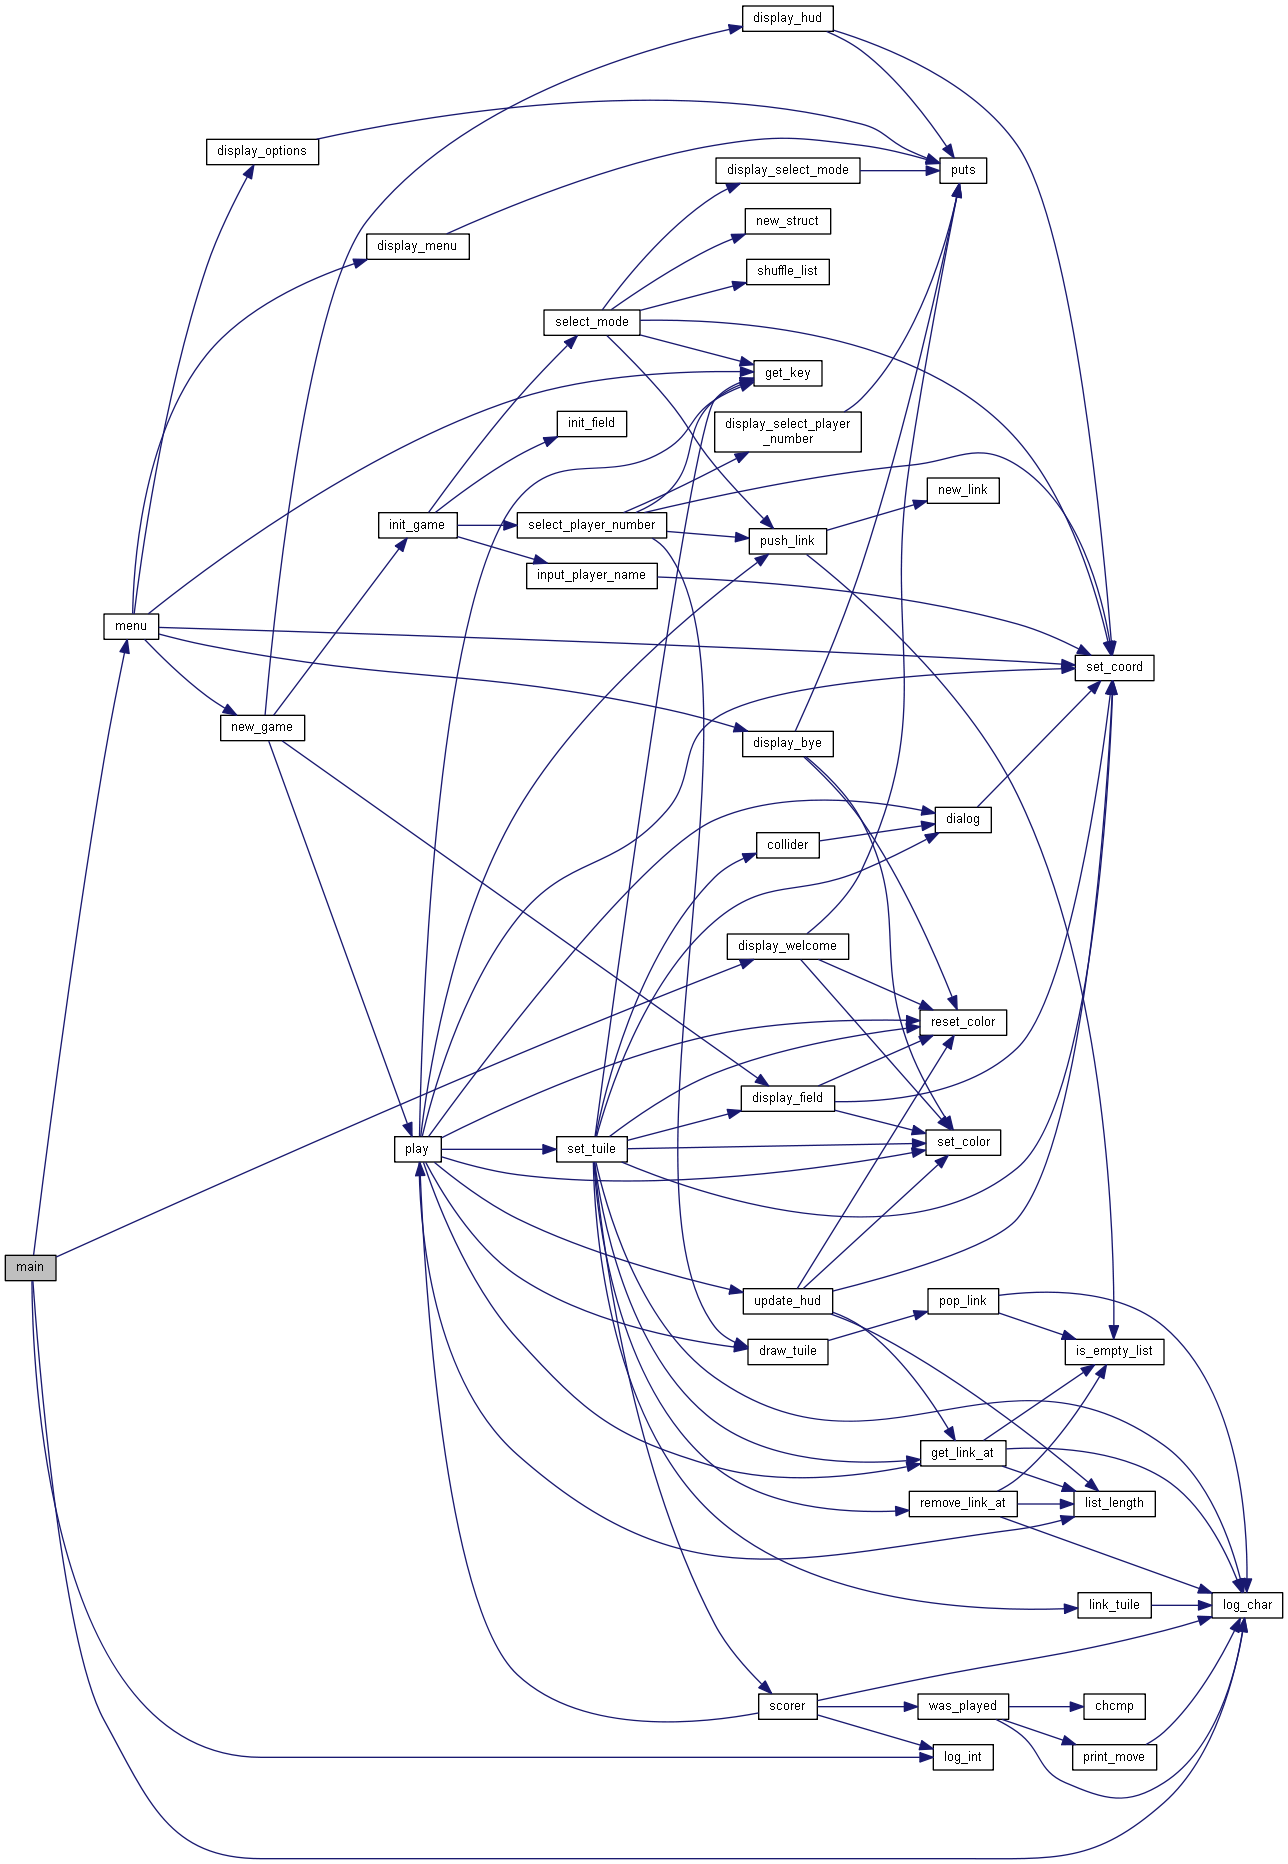 display_hud
display_options
puts
display_select_mode
new_struct
display_menu
shuffle_list
select_mode
get_key
init_field
display_select_player
_number
new_link
init_game
select_player_number
push_link
input_player_name
menu
set_coord
new_game
display_bye
dialog
collider
display_welcome
reset_color
display_field
set_color
play
set_tuile
main
update_hud
pop_link
draw_tuile
is_empty_list
get_link_at
remove_link_at
list_length
link_tuile
log_char
scorer
was_played
chcmp
log_int
print_move